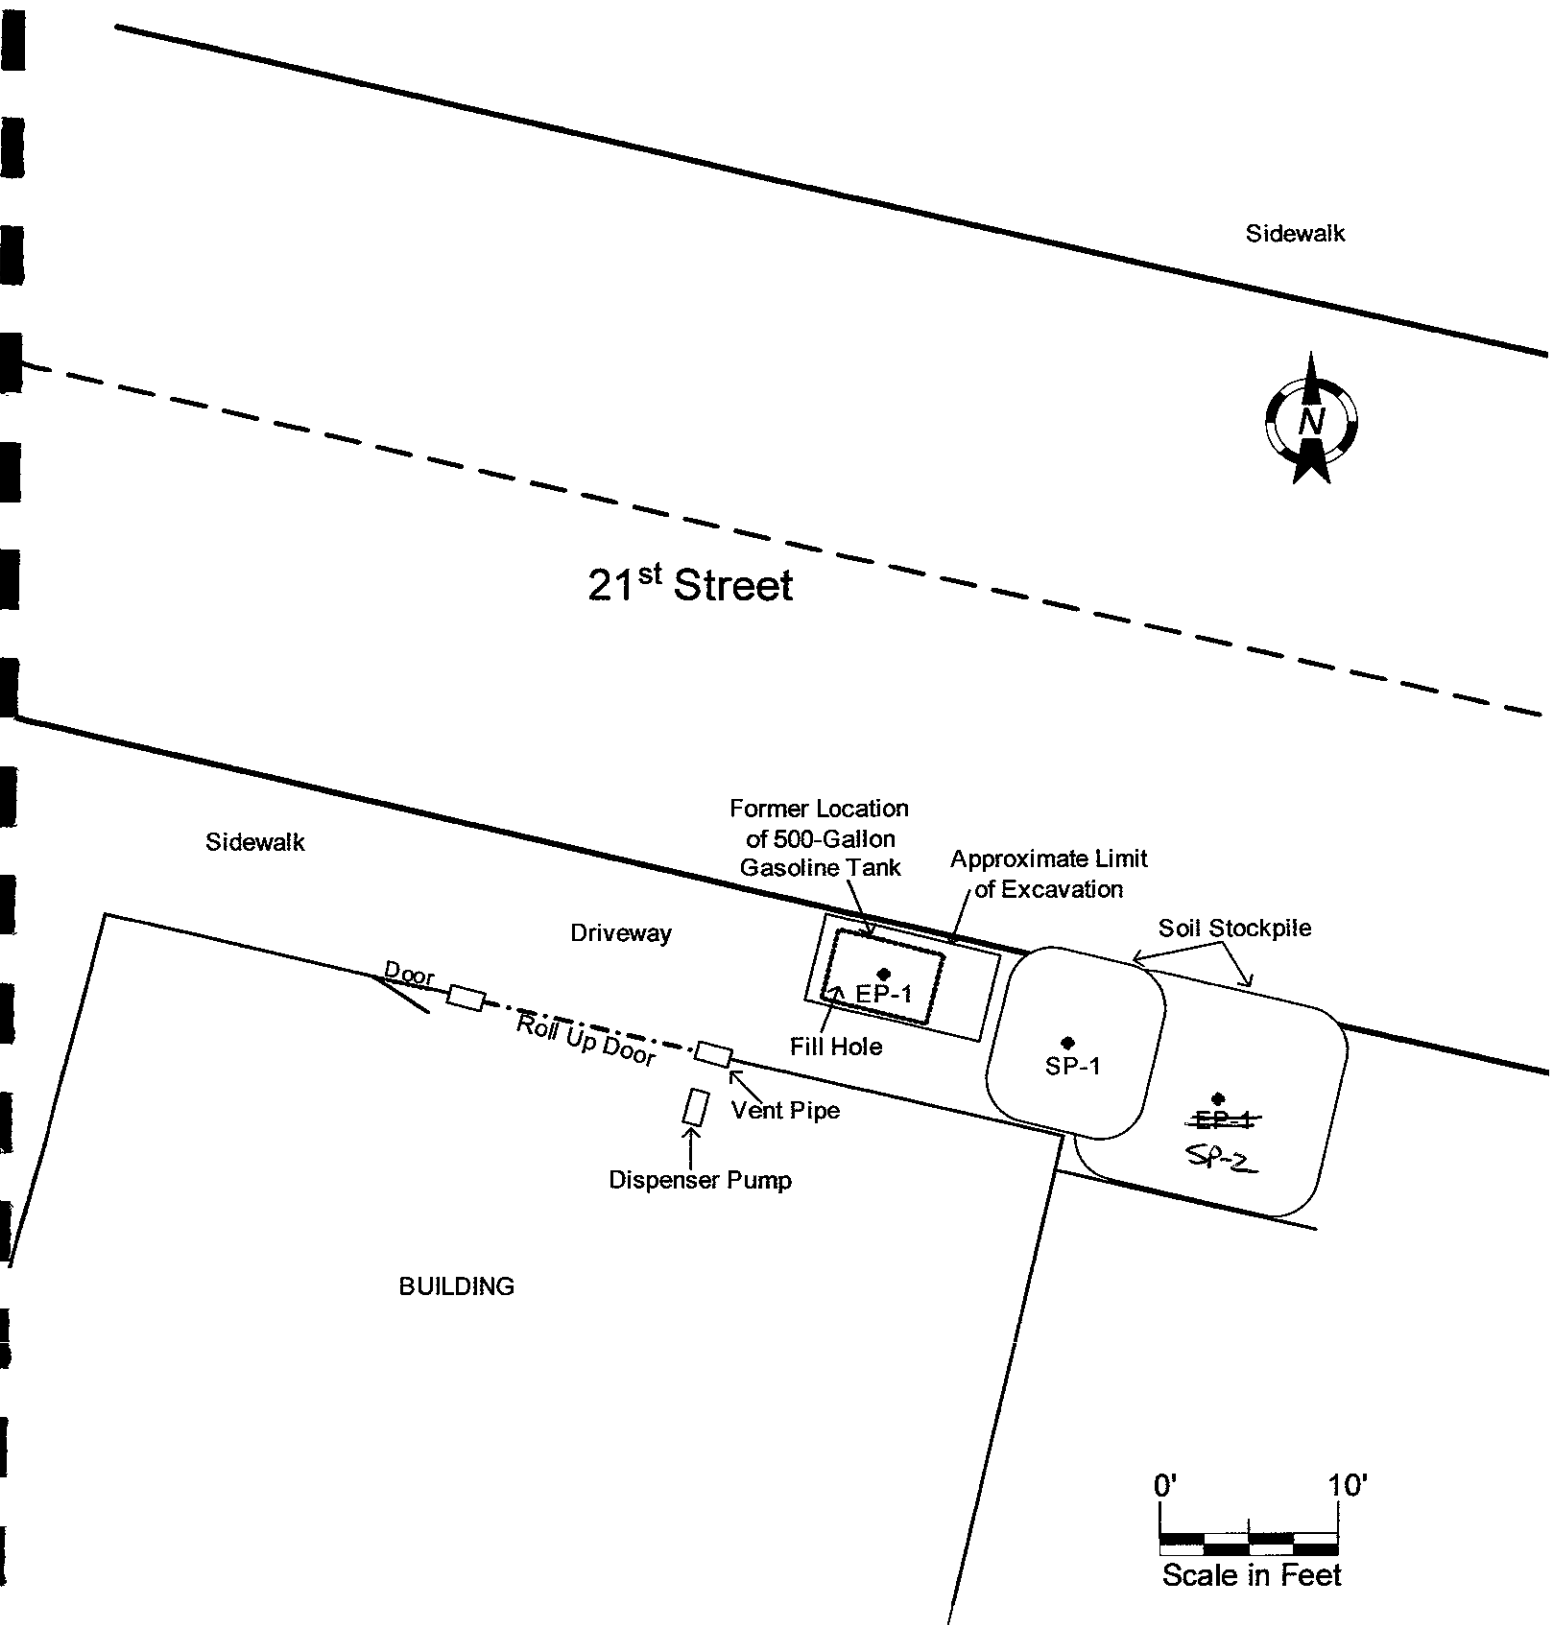 Sidewalk
N
21st Street
Former Location
of 500-Gallon
Gasoline Tank
Approximate Limit
of Excavation
Sidewalk
Driveway
Soil Stockpile
Door
EP-1
Roll Up Door
Fill Hole
SP-1
Vent Pipe
EP-1
SP-2
Dispenser Pump
BUILDING
0' 10'
Scale in Feet